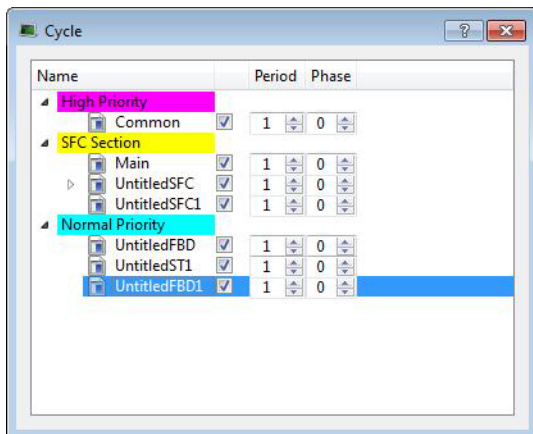 Cycle
Name Period Phase
High Priority
Common 1 0
SFC Section
Main 1 0
UntitledSFC 1 0
UntitledSFC1 1 0
Normal Priority
UntitledFBD 1 0
UntitledST1 1 0
UntitledFBD1 1 0